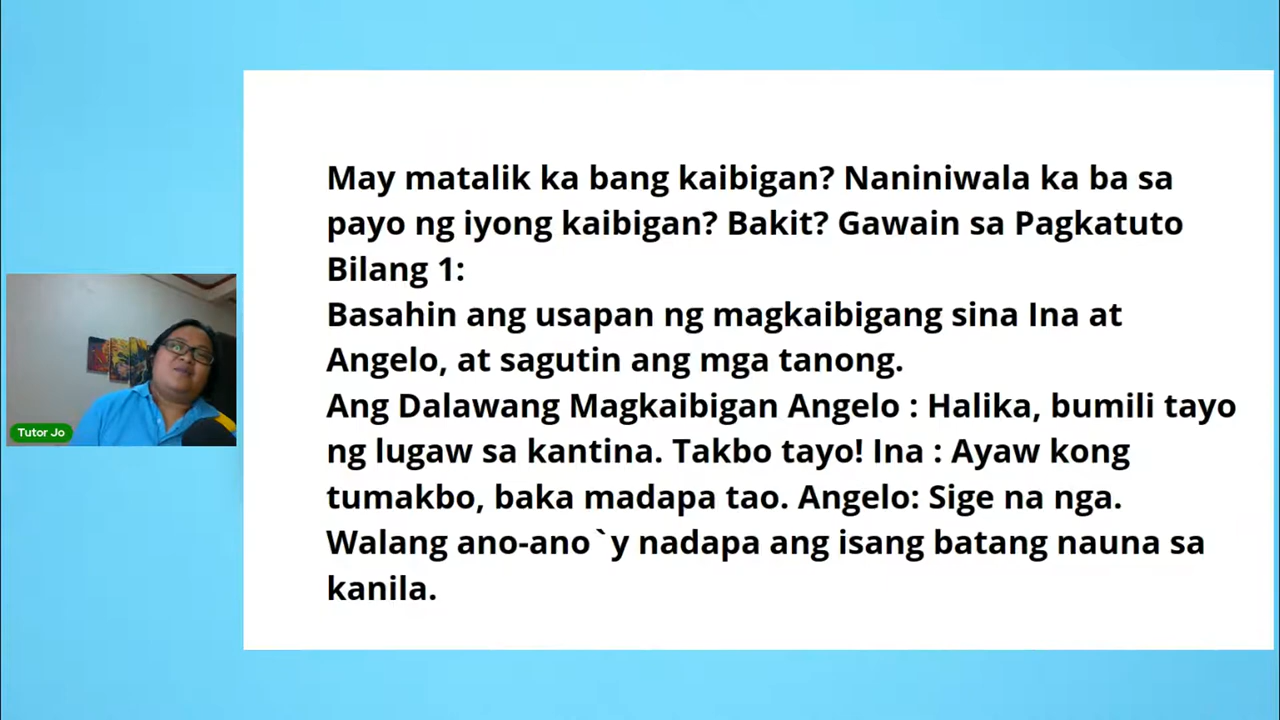 May matalik ka bang kaibigan? Naniniwala ka ba sa
payo ng iyong kaibigan? Bakit? Gawain sa Pagkatuto
Bilang 1:
Basahin ang usapan ng magkaibigang sina Ina at
Angelo, at sagutin ang mga tanong.
Ang Dalawang Magkaibigan Angelo : Halika, bumili tayo
ng lugaw sa kantina. Takbo tayo! Ina : Ayaw kong
tumakbo, baka madapa tao. Angelo: Sige na nga.
Walang ano-ano`y nadapa ang isang batang nauna sa
kanila.
Tutor Jo